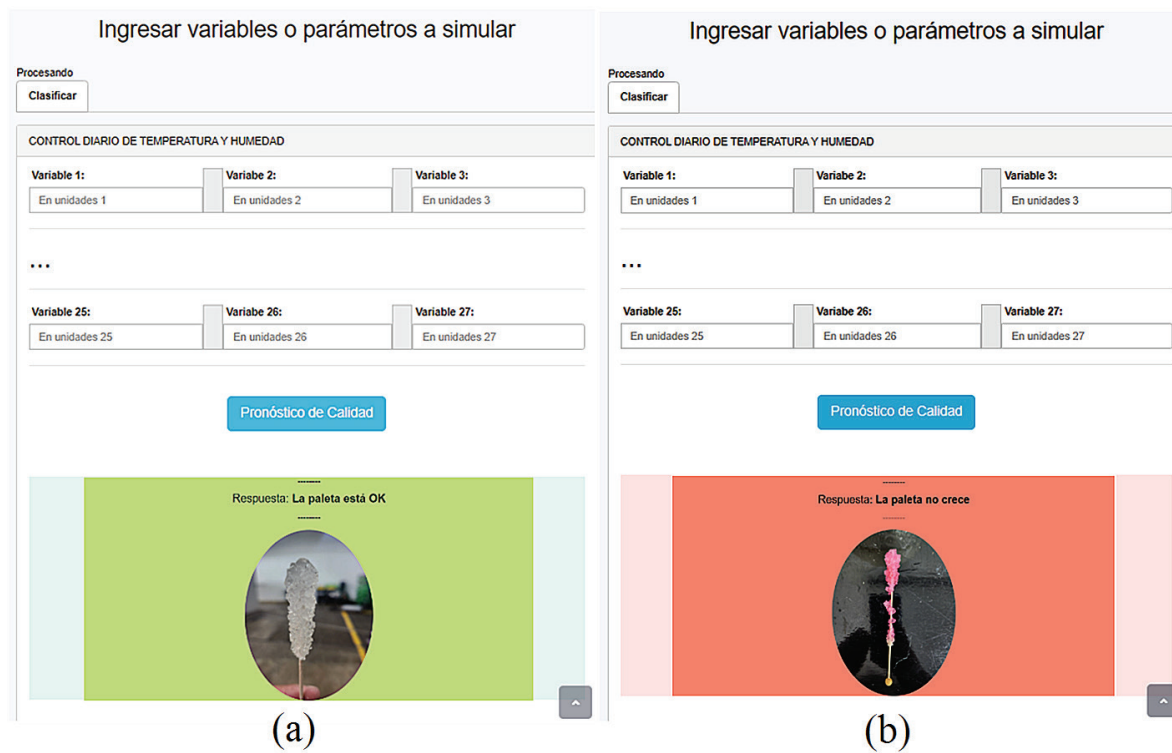 Ingresar variables o parámetros a simular
Procesando
Clasificar
CONTROL DIARIO DE TEMPERATURA Y HUMEDAD
Variable 1: Variabe 2: Variable 3:
En unidades 1 En unidades 2 En unidades 3
...
Variable 25: Variabe 26: Variable 27:
En unidades 25 En unidades 26 En unidades 27
Pronóstico de Calidad
--------
Respuesta: La paleta está OK
--------
(a)
Ingresar variables o parámetros a simular
Procesando
Clasificar
CONTROL DIARIO DE TEMPERATURA Y HUMEDAD
Variable 1: Variabe 2: Variable 3:
En unidades 1 En unidades 2 En unidades 3
...
Variable 25: Variabe 26: Variable 27:
En unidades 25 En unidades 26 En unidades 27
Pronóstico de Calidad
--------
Respuesta: La paleta no crece
--------
(b)